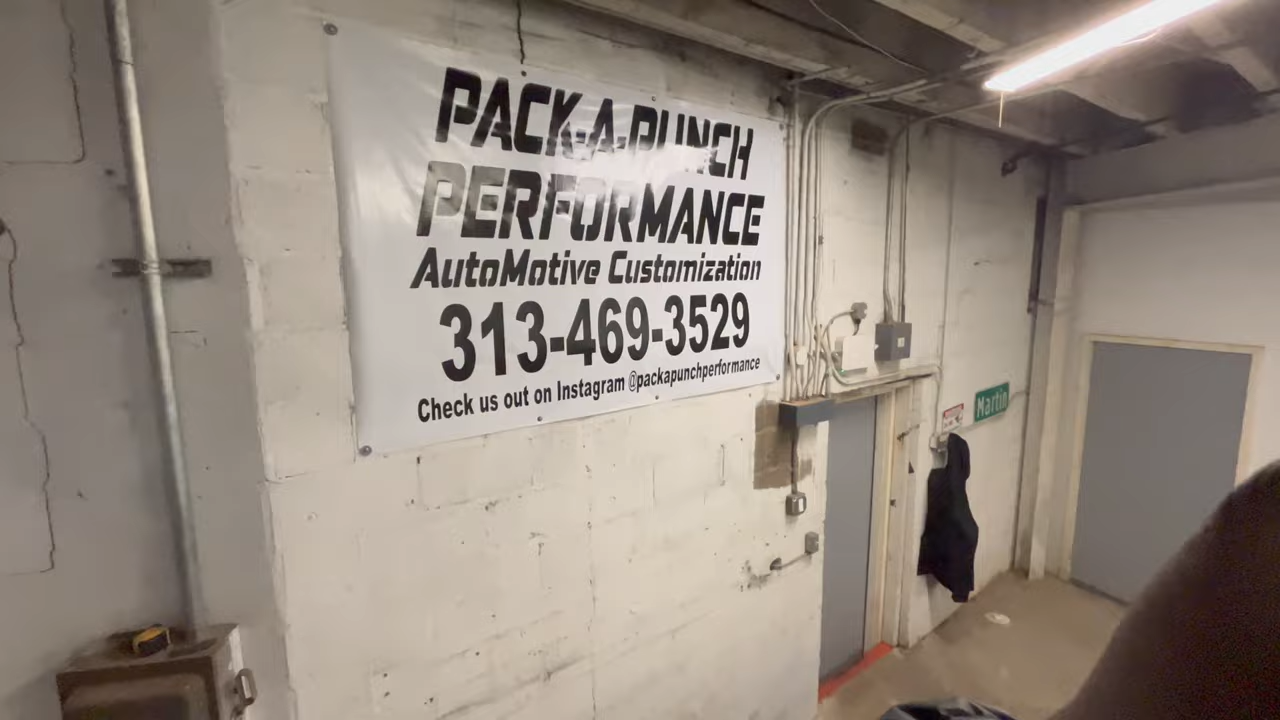 PACK-A-PUNCH
PERFORMANCE
AutoMotive Customization
313-469-3529
Check us out on Instagram @packapunchperformance
Martin